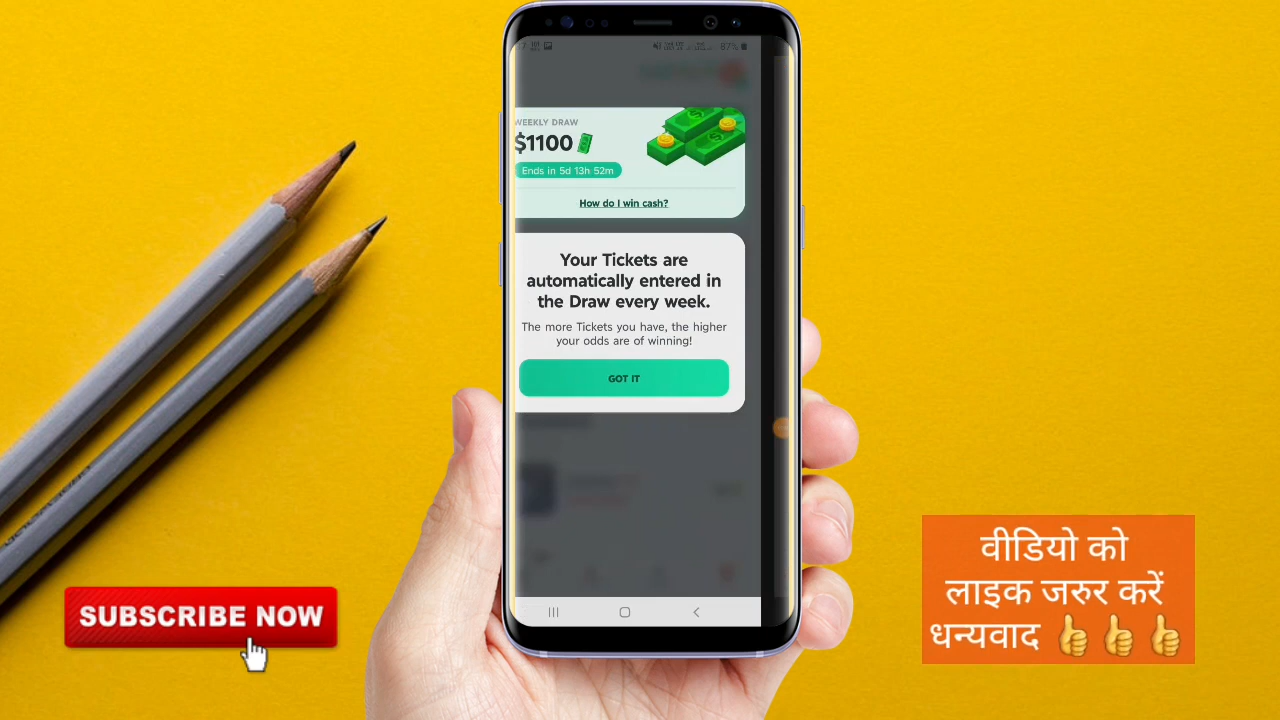 87%
WEEKLY DRAW
$1100
Ends in 5d 13h 52m
How do I win cash?
Your Tickets are
automatically entered in
the Draw every week.
The more Tickets you have, the higher
your odds are of winning!
GOT IT
SUBSCRIBE NOW
वीडियो को
लाइक जरुर करें
धन्यवाद 👍👍👍